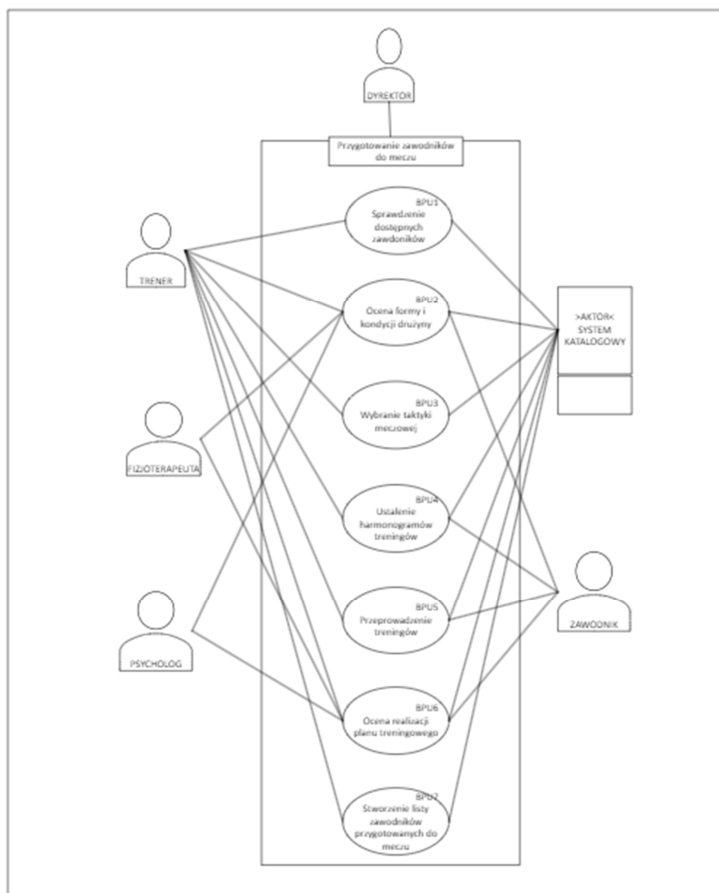 DYREKTOR
Przygotowanie zawodników
do meczu
BPU1
Sprawdzenie
dostępnych
zawdoników
TRENER
BPU2
Ocena formy i
kondycji drużyny
>AKTOR<
SYSTEM
KATALOGOWY
BPU3
Wybranie taktyki
meczowej
FIZJOTERAPEUTA
BPU4
Ustalenie
harmonogramów
treningów
BPU5
Przeprowadzenie
treningów
ZAWODNIK
PSYCHOLOG
BPU6
Ocena realizacji
planu treningowego
BPU7
Stworzenie listy
zawodników
przygotowanych do
meczu